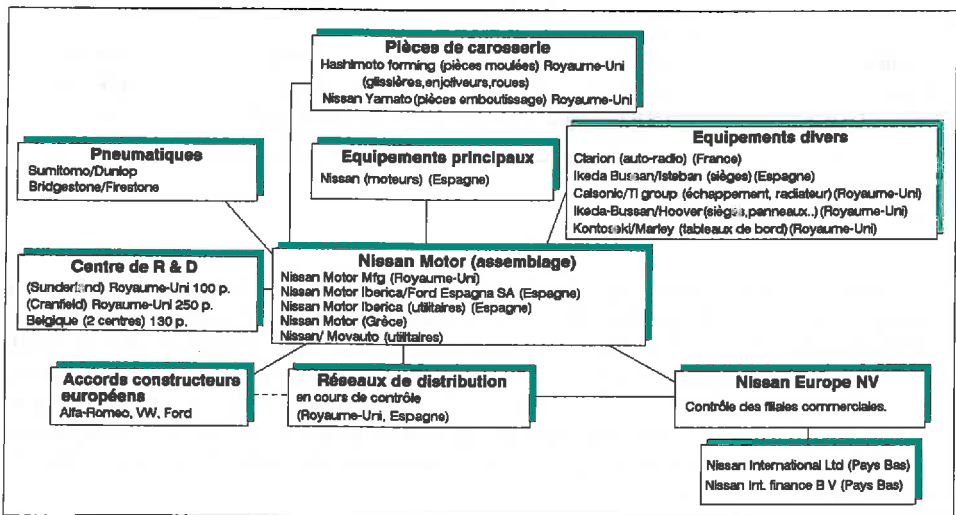 Pièces de carosserie
Hashimoto forming (pièces moulées) Royaume-Uni
(glissières,enjoliveurs,roues)
Nissan Yamato (pièces emboutissage) Royaume-Uni
Pneumatiques
Sumitomo/Dunlop
Bridgestone/Firestone
Equipements principaux
Nissan (moteurs) (Espagne)
Equipements divers
Clarion (auto-radio) (France)
Ikeda Bussan/Isteban (sièges) (Espagne)
Calsonic/TI group (échappement, radiateur) (Royaume-Uni)
Ikeda-Bussan/Hoover(sièges,panneaux..) (Royaume-Uni)
Kontoseki/Marley (tableaux de bord) (Royaume-Uni)
Centre de R & D
(Sunderland) Royaume-Uni 100 p.
(Cranfield) Royaume-Uni 250 p.
Belgique (2 centres) 130 p.
Nissan Motor (assemblage)
Nissan Motor Mfg (Royaume-Uni)
Nissan Motor Iberica/Ford Espagna SA (Espagne)
Nissan Motor Iberica (utilitaires) (Espagne)
Nissan Motor (Grèce)
Nissan/ Movauto (utilitaires)
Accords constructeurs
européens
Alfa-Romeo, VW, Ford
Réseaux de distribution
en cours de contrôle
(Royaume-Uni, Espagne)
Nissan Europe NV
Contrôle des filiales commerciales.
Nissan International Ltd (Pays Bas)
Nissan Int. finance B V (Pays Bas)